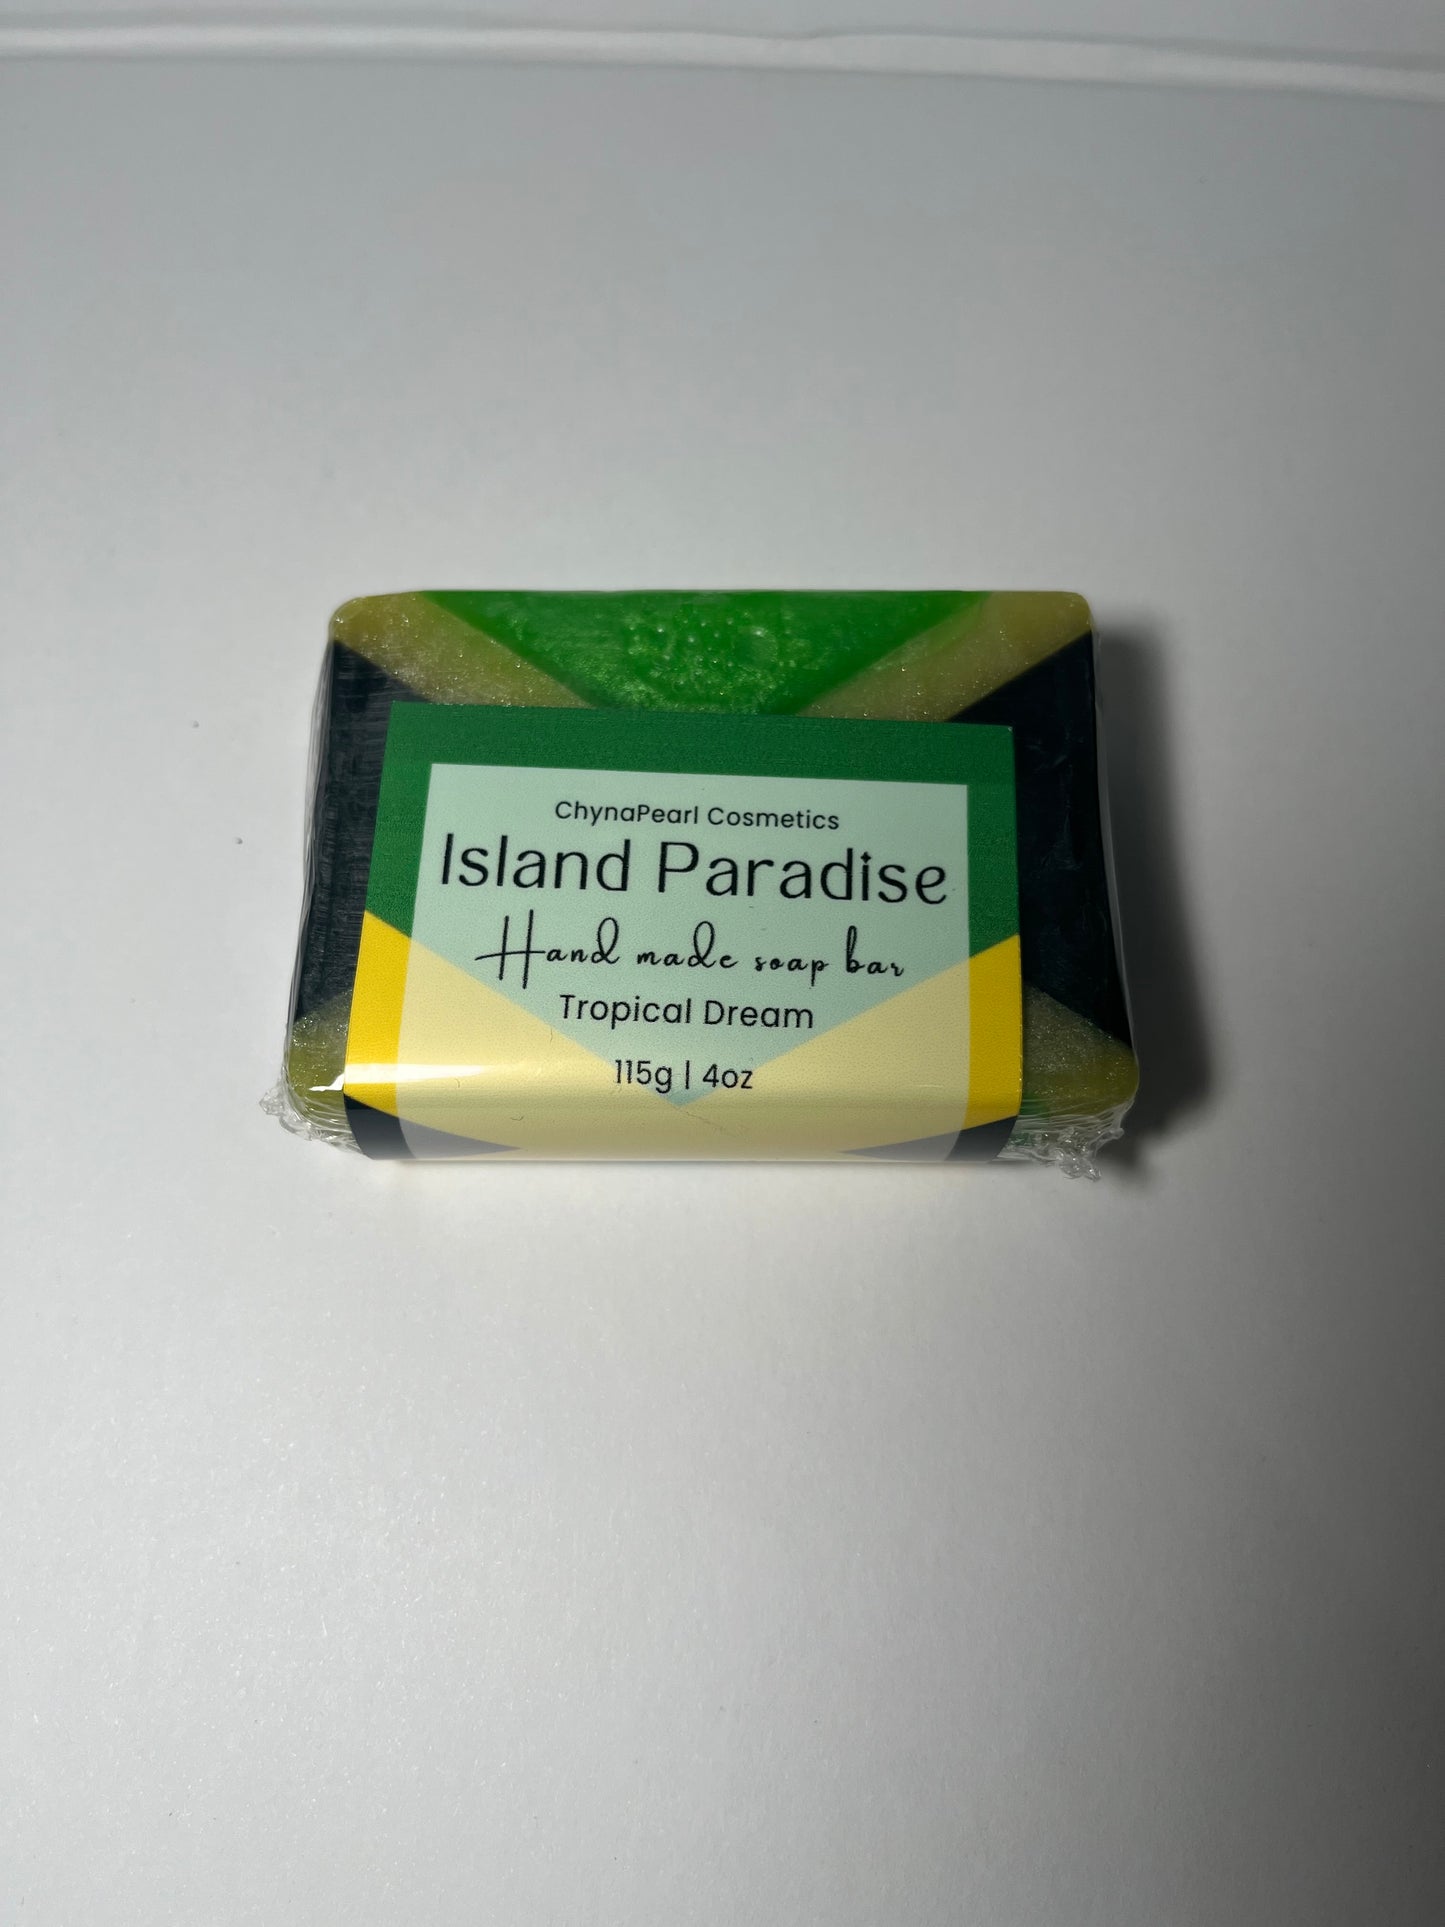 ChynaPearl Cosmetics
Island Paradise
Hand made soap bar
Tropical Dream
115g | 4oz